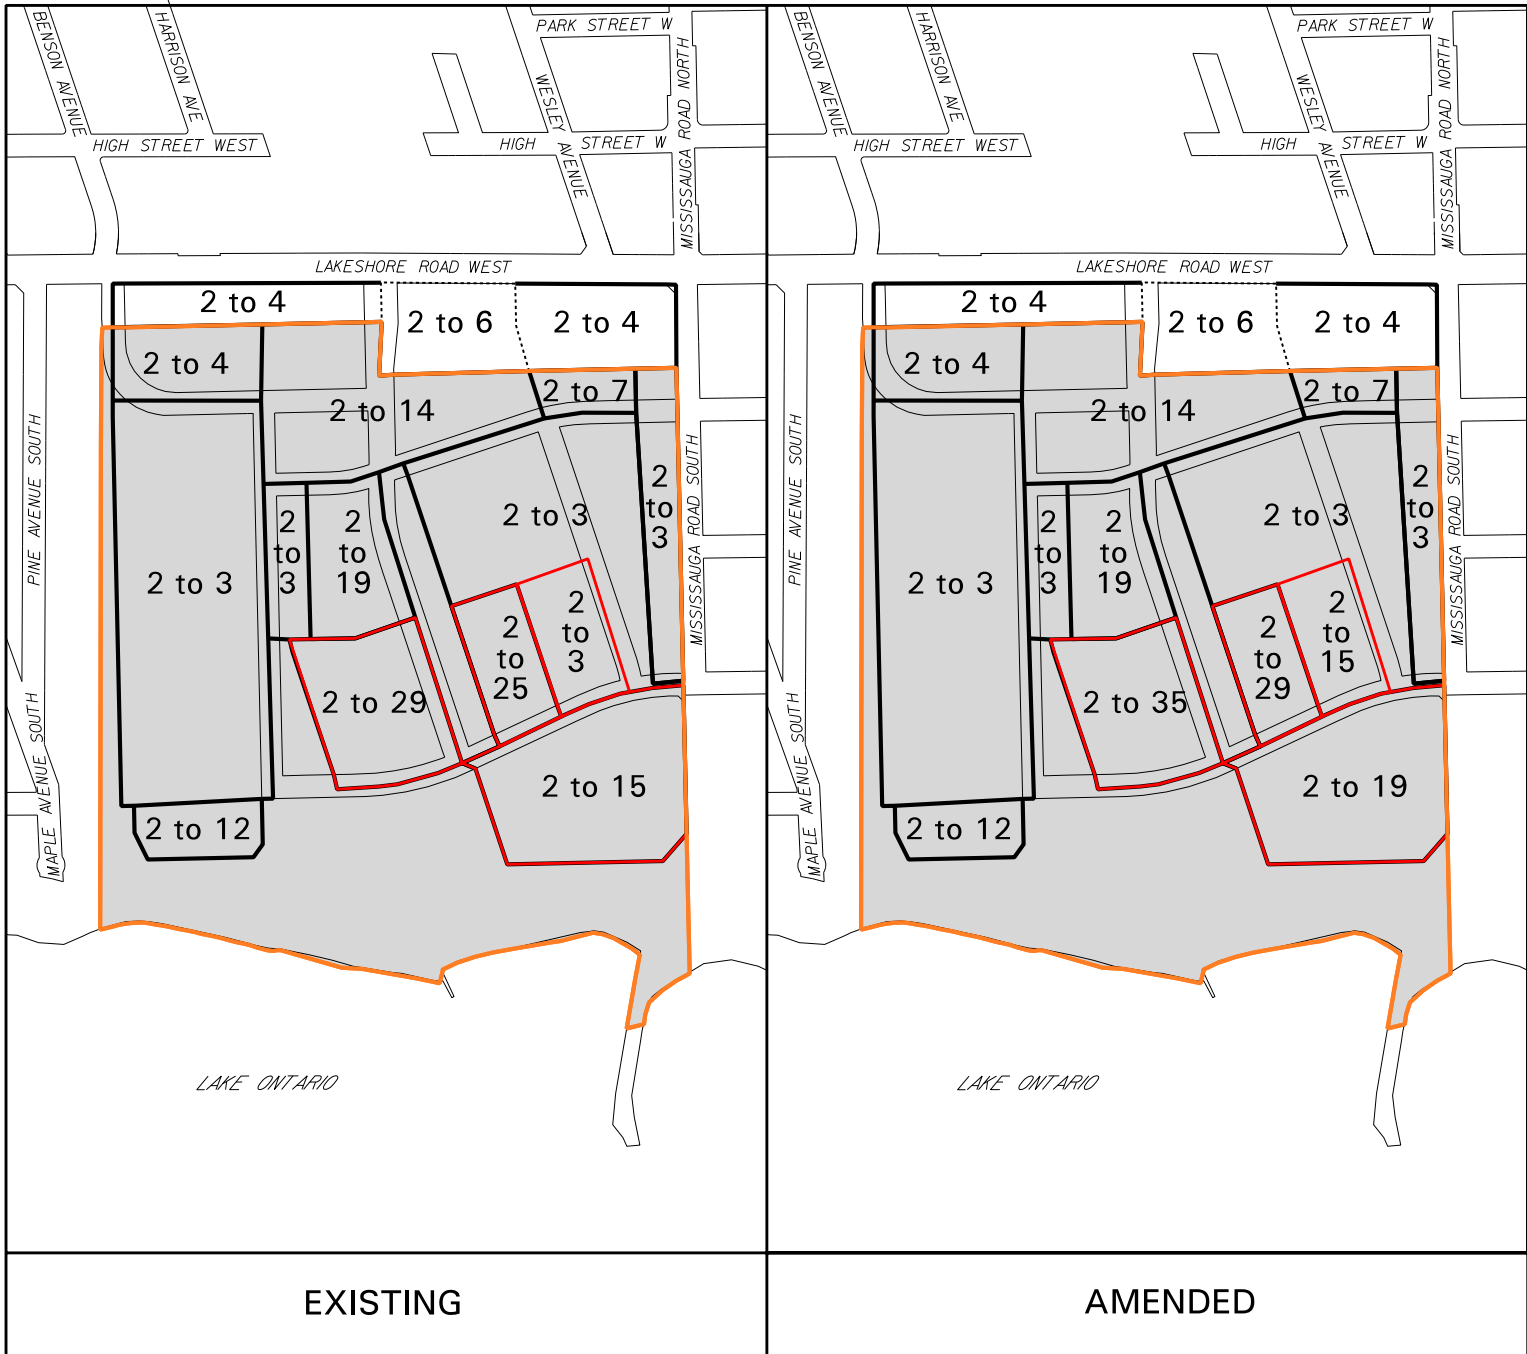 BENSON AVENUE
HARRISON AVE
PARK STREET W
WESLEY AVENUE
MISSISSAUGA ROAD NORTH
HIGH STREET WEST
HIGH STREET W
LAKESHORE ROAD WEST
2 to 4
2 to 6
2 to 4
2 to 4
2 to 7
2 to 14
PINE AVENUE SOUTH
MISSISSAUGA ROAD SOUTH
2
to
3
2 to 3
2
to
3
2
to
19
2 to 3
2
to
3
2
to
25
2 to 29
MAPLE AVENUE SOUTH
2 to 15
2 to 12
LAKE ONTARIO
EXISTING
BENSON AVENUE
HARRISON AVE
PARK STREET W
WESLEY AVENUE
MISSISSAUGA ROAD NORTH
HIGH STREET WEST
HIGH STREET W
LAKESHORE ROAD WEST
2 to 4
2 to 6
2 to 4
2 to 4
2 to 7
2 to 14
PINE AVENUE SOUTH
MISSISSAUGA ROAD SOUTH
2
to
3
2 to 3
2
to
3
2
to
19
2 to 3
2
to
15
2
to
29
2 to 35
MAPLE AVENUE SOUTH
2 to 19
2 to 12
LAKE ONTARIO
AMENDED